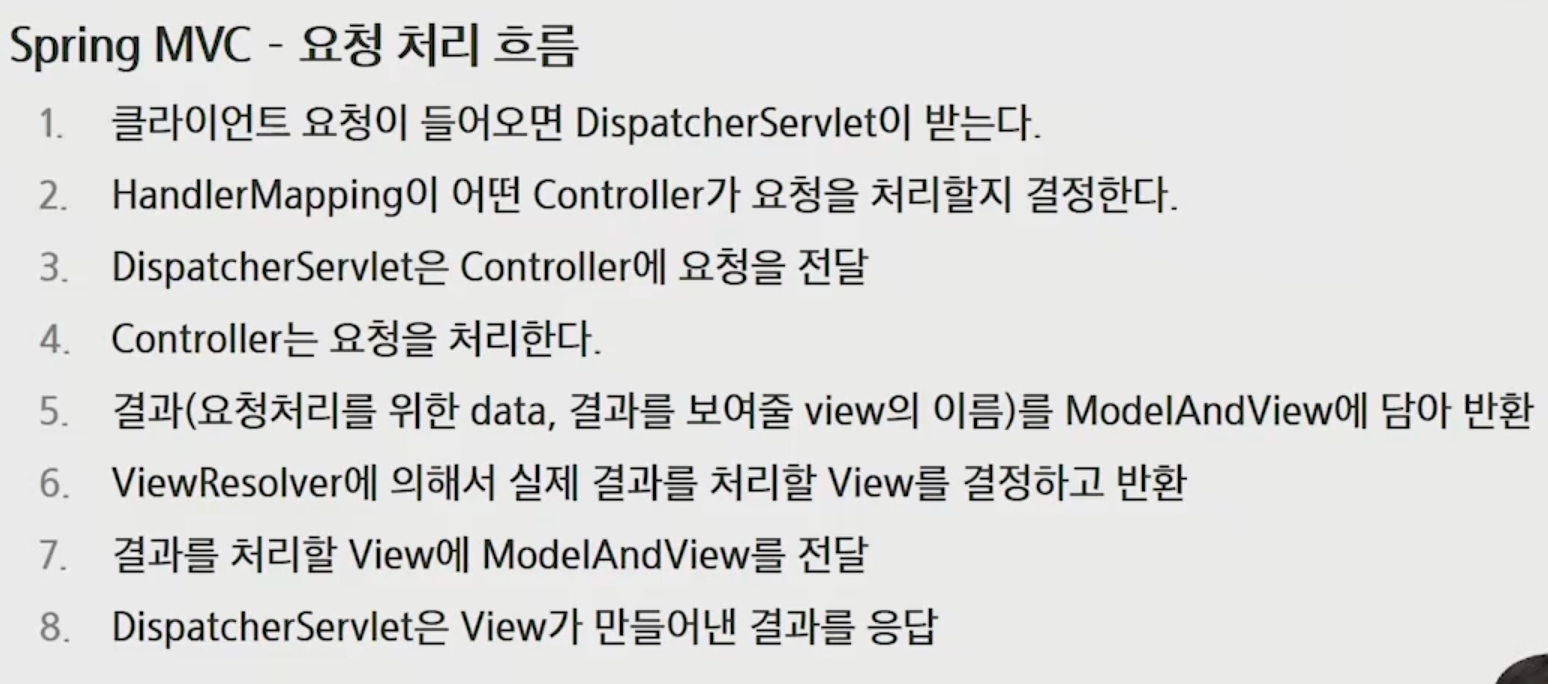 Spring MVC - 요청 처리 흐름
1. 클라이언트 요청이 들어오면 DispatcherServlet이 받는다.
2. HandlerMapping이 어떤 Controller가 요청을 처리할지 결정한다.
3. DispatcherServlet은 Controller에 요청을 전달
4. Controller는 요청을 처리한다.
5. 결과(요청처리를 위한 data, 결과를 보여줄 view의 이름)를 ModelAndView에 담아 반환
6. ViewResolver에 의해서 실제 결과를 처리할 View를 결정하고 반환
7. 결과를 처리할 View에 ModelAndView를 전달
8. DispatcherServlet은 View가 만들어낸 결과를 응답